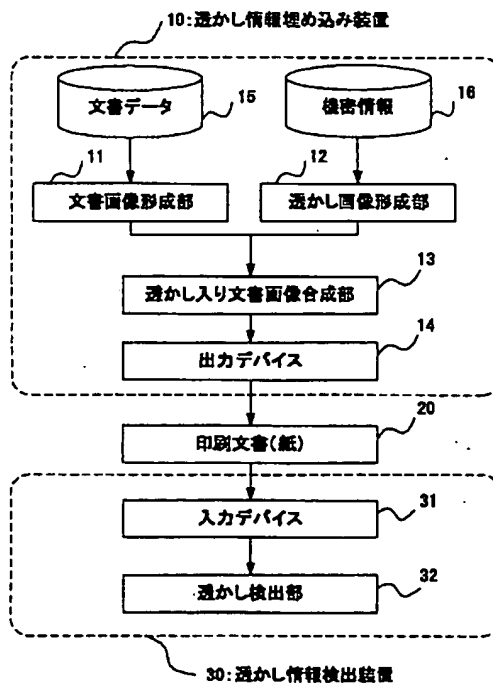 10:透かし情報埋め込み装置
文書データ
15
機密情報
16
11
文書画像形成部
12
透かし画像形成部
13
透かし入り文書画像合成部
14
出力デバイス
20
印刷文書(紙)
31
入力デバイス
32
透かし検出部
30:透かし情報検出装置